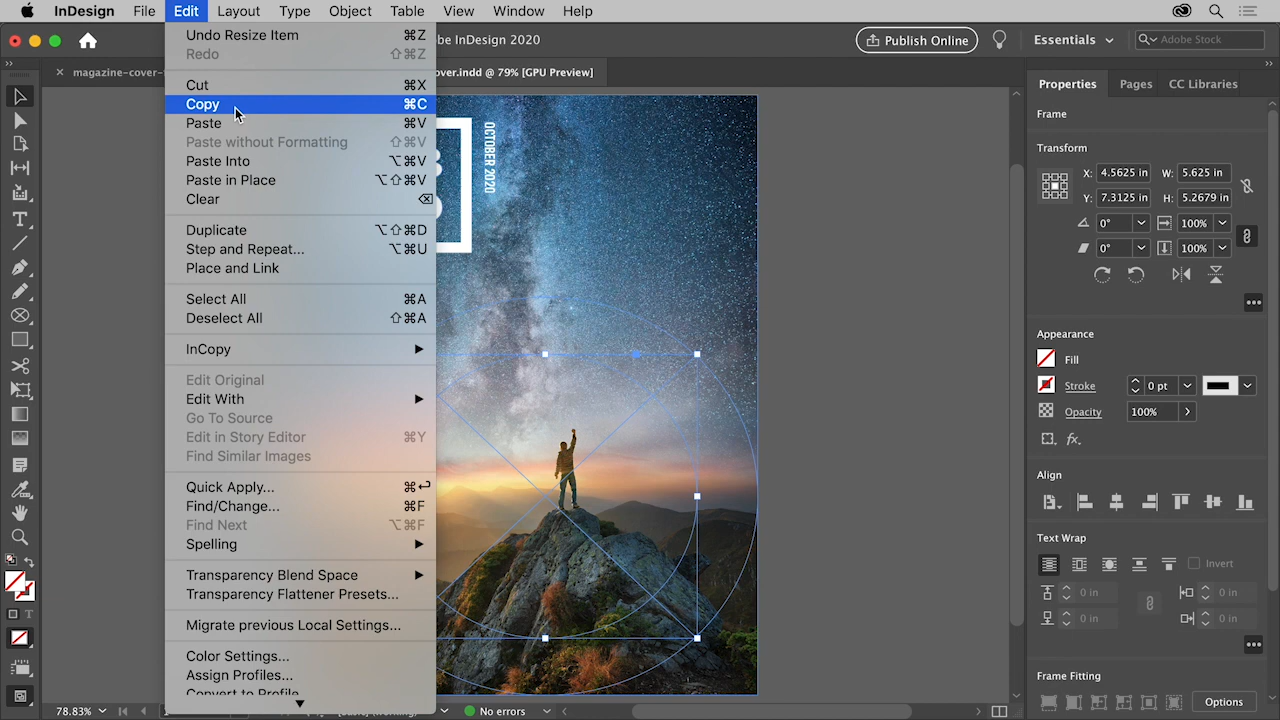 InDesign File Edit Layout Type Object Table View Window Help
be InDesign 2020
Publish Online
Essentials
Adobe Stock
magazine-cover-
over.indd @ 79% [GPU Preview]
Undo Resize Item ⌘Z
Redo ⇧⌘Z
Cut ⌘X
Copy ⌘C
Paste ⌘V
Paste without Formatting ⇧⌘V
Paste Into ⌥⌘V
Paste in Place ⌥⇧⌘V
Clear ⌫
Duplicate ⌥⇧⌘D
Step and Repeat... ⌥⌘U
Place and Link
Select All ⌘A
Deselect All ⇧⌘A
InCopy
Edit Original
Edit With
Go To Source
Edit in Story Editor ⌘Y
Find Similar Images
Quick Apply... ⌘↩
Find/Change... ⌘F
Find Next ⌥⌘F
Spelling
Transparency Blend Space
Transparency Flattener Presets...
Migrate previous Local Settings...
Color Settings...
Assign Profiles...
Convert to Profile
OCTOBER 2020
Properties Pages CC Libraries
Frame
Transform
X: 4.5625 in W: 5.625 in
Y: 7.3125 in H: 5.2679 in
0° 100%
0° 100%
Appearance
Fill
Stroke 0 pt
Opacity 100%
fx
Align
Text Wrap
Invert
0 in 0 in
0 in 0 in
Frame Fitting
Options
78.83%
No errors